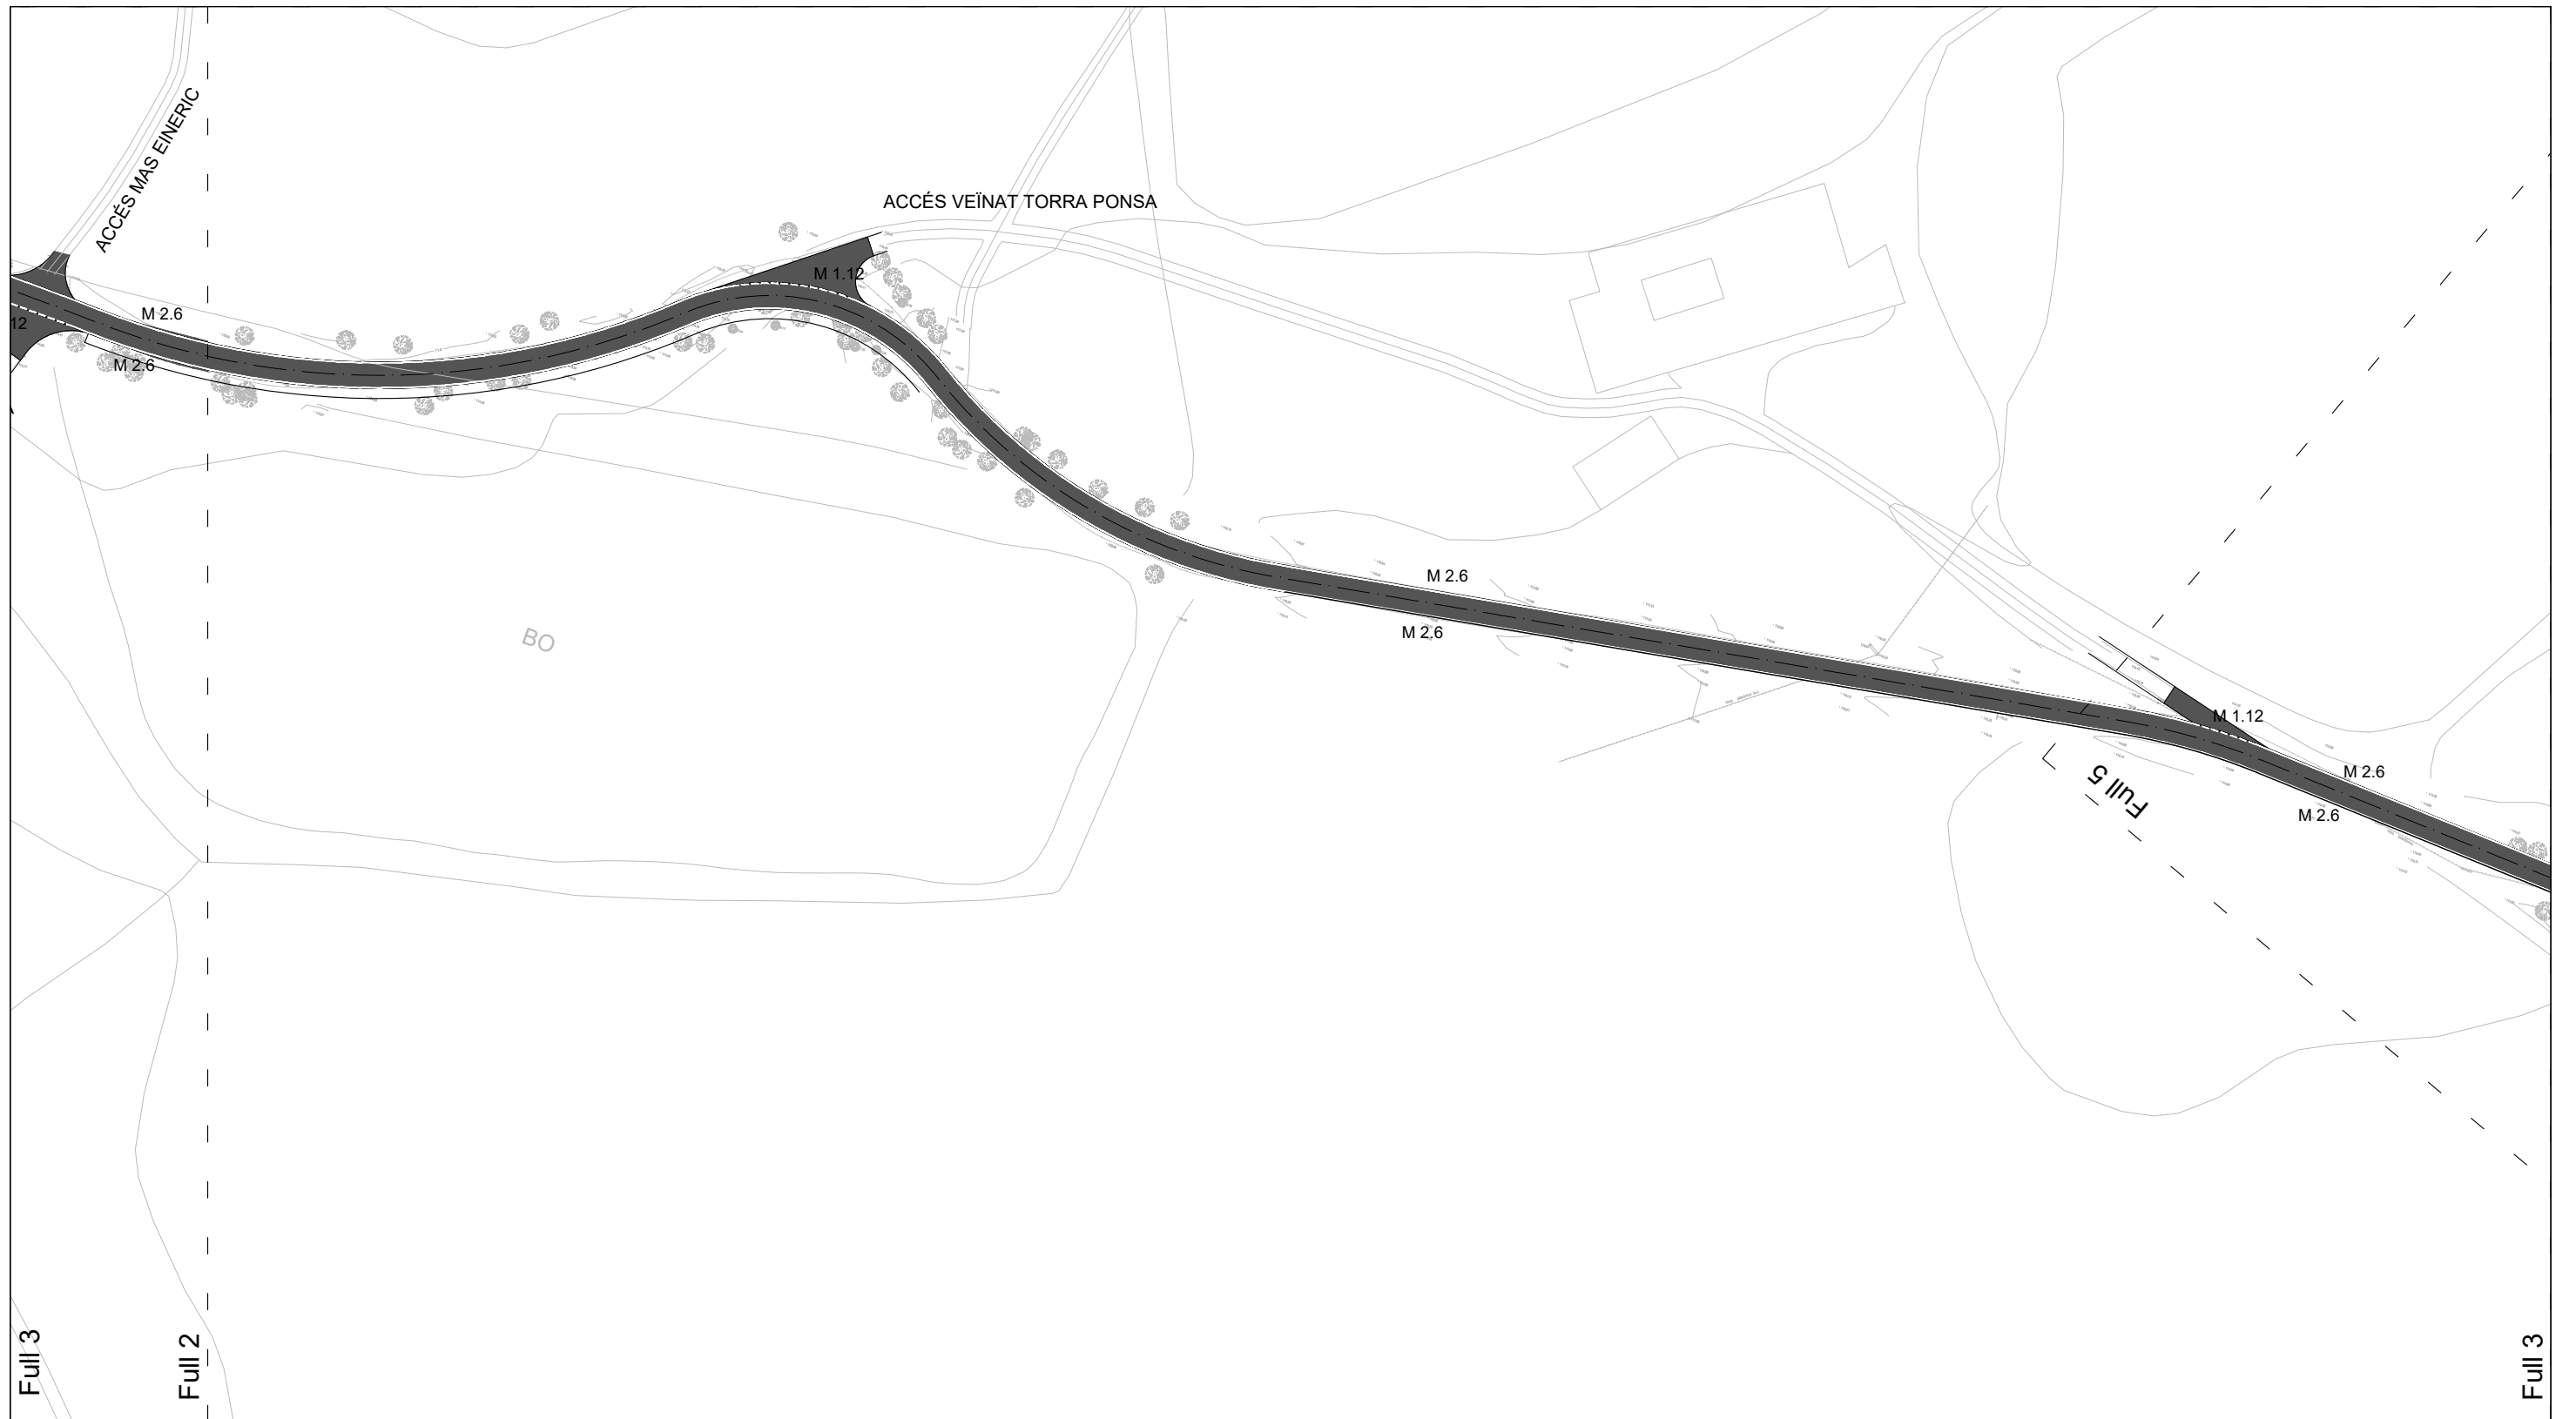 ACCÉS MAS EINERIC
ACCÉS VEÏNAT TORRA PONSA
M 1.12
M 2.6
12
M 2.6
M 2.6
M 2.6
BO
M 1.12
M 2.6
Full 5
M 2.6
Full 3
Full 2
Full 3